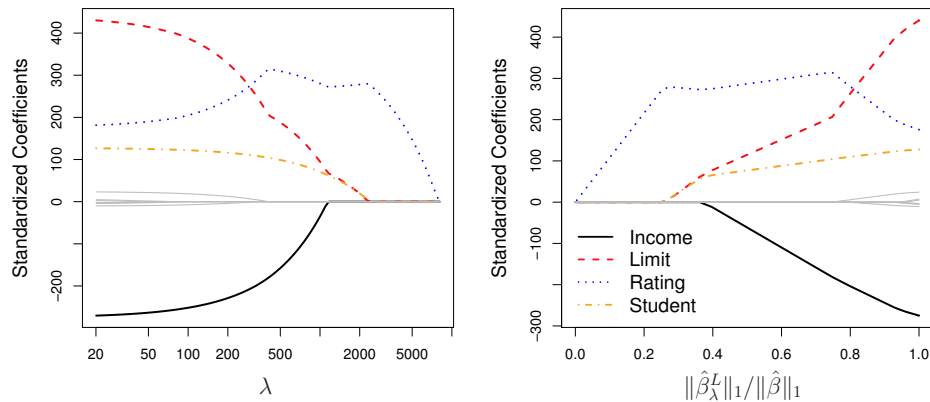 Standardized Coefficients
400
300
200
100
0
−200
20 50 100 200 500 2000 5000
λ
Standardized Coefficients
400
300
200
100
0
−100
−300
0.0 0.2 0.4 0.6 0.8 1.0
Income
Limit
Rating
Student
‖β̂λᴸ‖₁/‖β̂‖₁